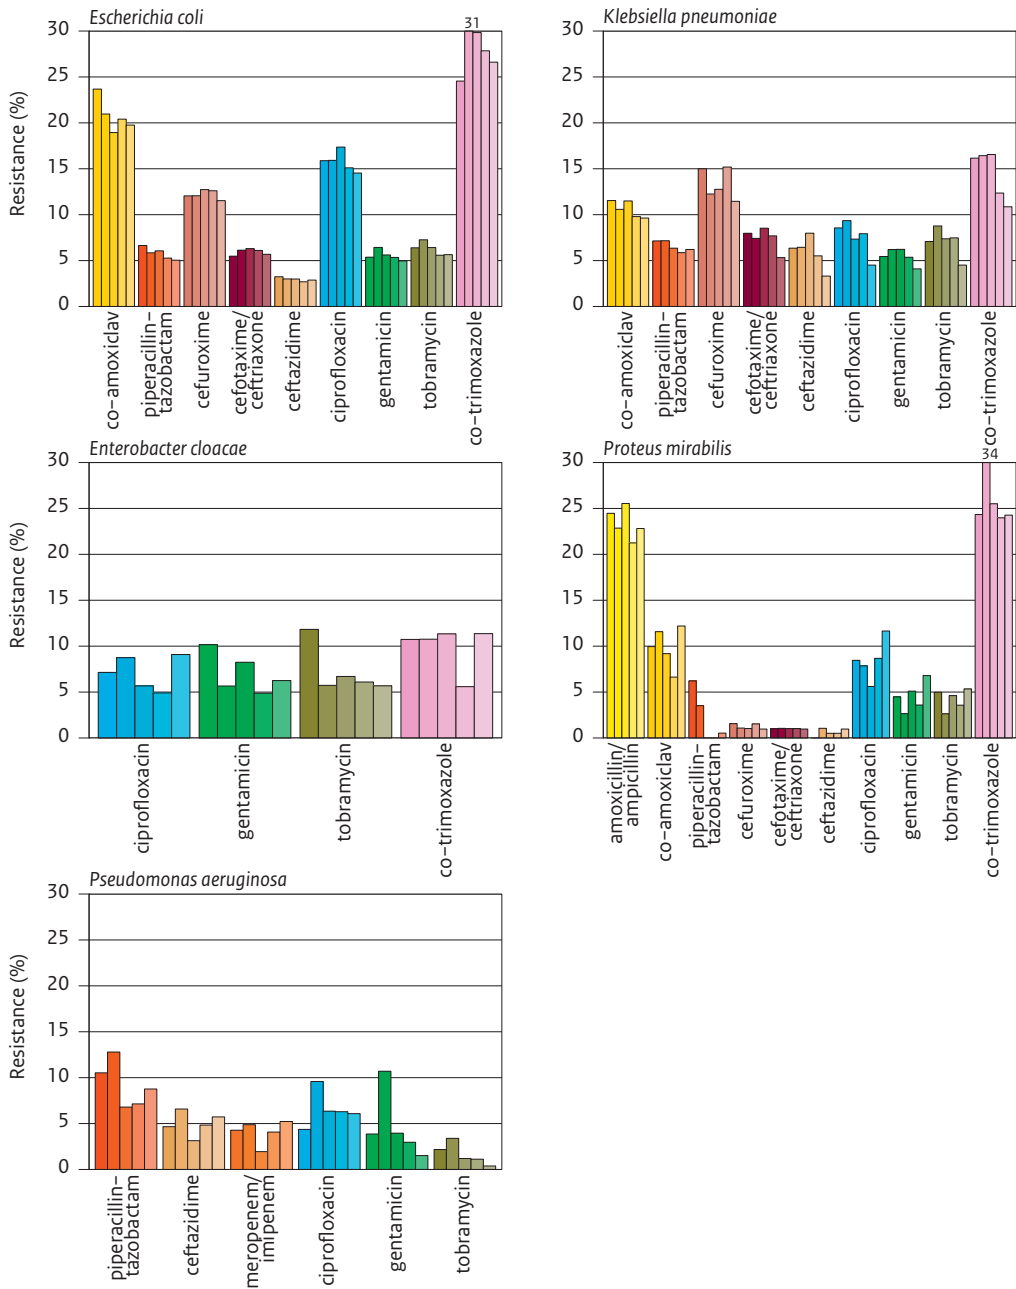 Escherichia coli
Resistance (%)
30
25
20
15
10
5
0
31
co-amoxiclav
piperacillin-
tazobactam
cefuroxime
cefotaxime/
ceftriaxone
ceftazidime
ciprofloxacin
gentamicin
tobramycin
co-trimoxazole
Klebsiella pneumoniae
30
25
20
15
10
5
0
co-amoxiclav
piperacillin-
tazobactam
cefuroxime
cefotaxime/
ceftriaxone
ceftazidime
ciprofloxacin
gentamicin
tobramycin
co-trimoxazole
Enterobacter cloacae
Resistance (%)
30
25
20
15
10
5
0
ciprofloxacin
gentamicin
tobramycin
co-trimoxazole
Proteus mirabilis
30
25
20
15
10
5
0
34
amoxicillin/
ampicillin
co-amoxiclav
piperacillin-
tazobactam
cefuroxime
cefotaxime/
ceftriaxone
ceftazidime
ciprofloxacin
gentamicin
tobramycin
co-trimoxazole
Pseudomonas aeruginosa
Resistance (%)
30
25
20
15
10
5
0
piperacillin-
tazobactam
ceftazidime
meropenem/
imipenem
ciprofloxacin
gentamicin
tobramycin